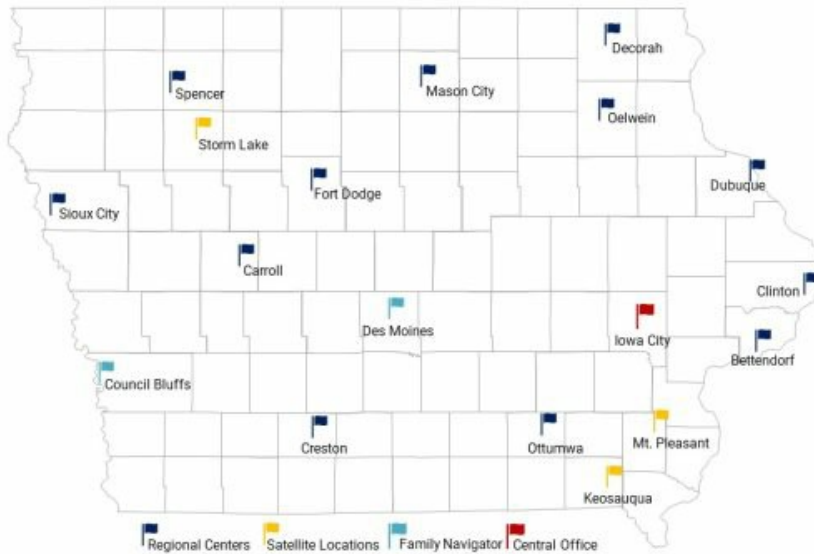 Decorah
Spencer
Mason City
Oelwein
Storm Lake
Fort Dodge
Dubuque
Sioux City
Carroll
Clinton
Des Moines
Iowa City
Bettendorf
Council Bluffs
Creston
Ottumwa
Mt. Pleasant
Keosauqua
Regional Centers
Satellite Locations
Family Navigator
Central Office